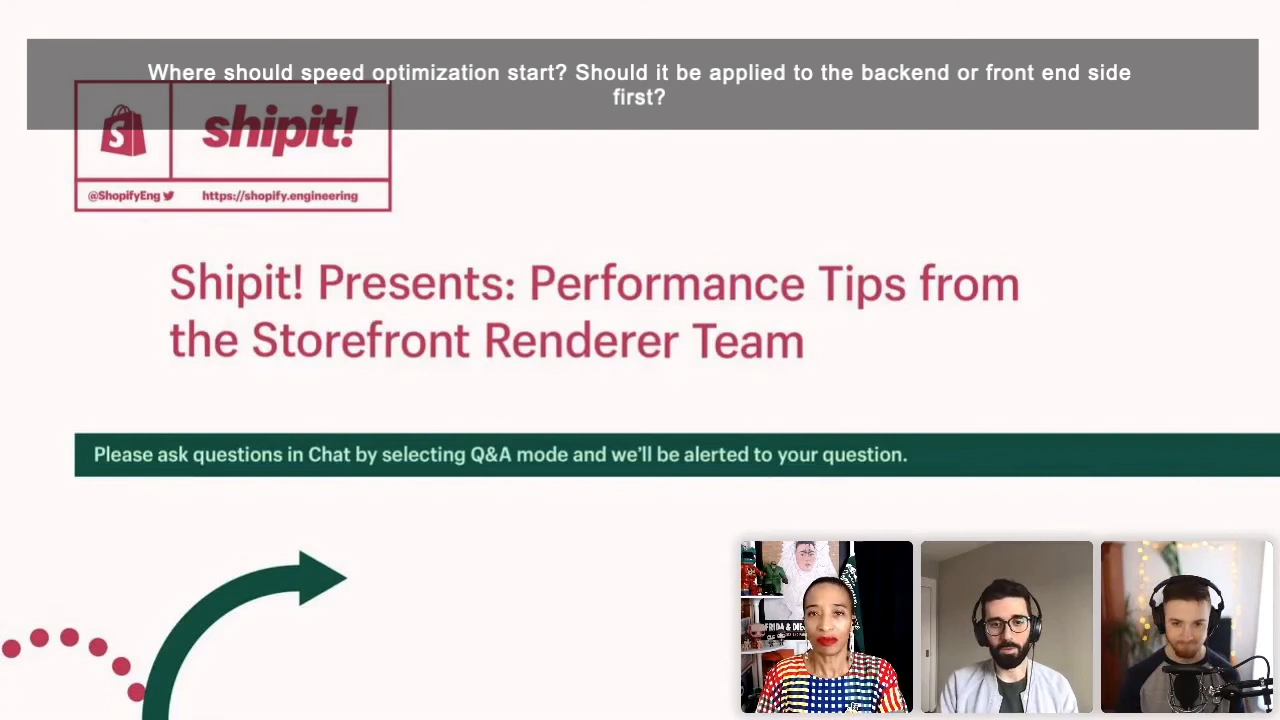 Where should speed optimization start? Should it be applied to the backend or front end side
first?
shipit!
@ShopifyEng https://shopify.engineering
Shipit! Presents: Performance Tips from
the Storefront Renderer Team
Please ask questions in Chat by selecting Q&A mode and we'll be alerted to your question.
FRIDA & DIEGO